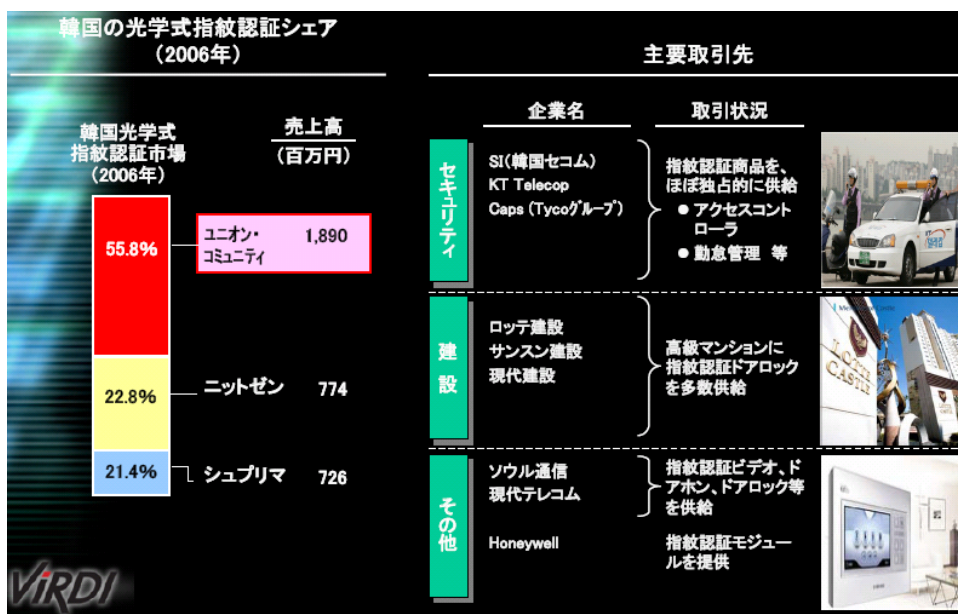 韓国の光学式指紋認証シェア
（2006年）
韓国光学式
指紋認証市場
（2006年）
売上高
（百万円）
55.8%
ユニオン・
コミュニティ
1,890
22.8%
ニットゼン
774
21.4%
シュプリマ
726
ViRDI
主要取引先
企業名
取引状況
セキュリティ
SI（韓国セコム）
KT Telecop
Caps (Tycoグループ)
指紋認証商品を、
ほぼ独占的に供給
● アクセスコント
ローラ
● 勤怠管理 等
KT
建設
ロッテ建設
サンスン建設
現代建設
高級マンションに
指紋認証ドアロック
を多数供給
CASTLE
その他
ソウル通信
現代テレコム
指紋認証ビデオ、ド
アホン、ドアロック等
を供給
Honeywell
指紋認証モジュー
ルを提供